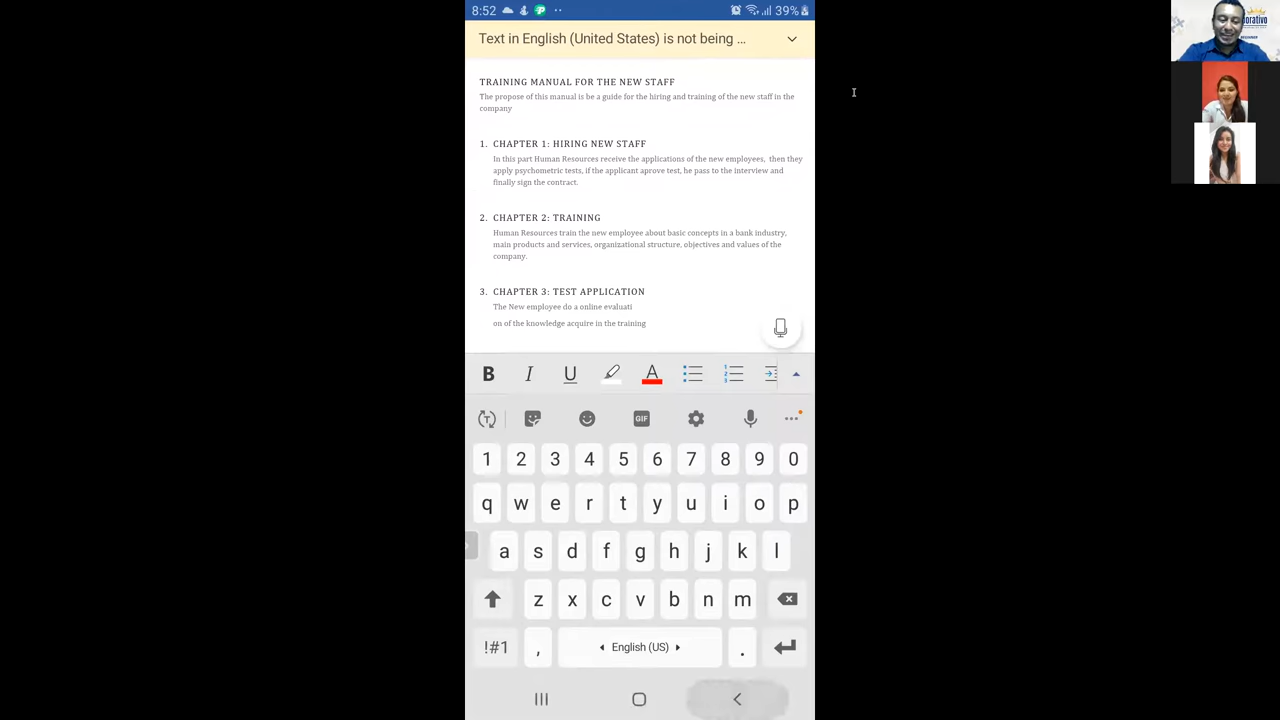 8:52
39%
orativo
Text in English (United States) is not being ...
TRAINING MANUAL FOR THE NEW STAFF
The propose of this manual is be a guide for the hiring and training of the new staff in the
company
1. CHAPTER 1: HIRING NEW STAFF
In this part Human Resources receive the applications of the new employees, then they
apply psychometric tests, if the applicant aprove test, he pass to the interview and
finally sign the contract.
2. CHAPTER 2: TRAINING
Human Resources train the new employee about basic concepts in a bank industry,
main products and services, organizational structure, objectives and values of the
company.
3. CHAPTER 3: TEST APPLICATION
The New employee do a online evaluati
on of the knowledge acquire in the training
B I U A
GIF
1 2 3 4 5 6 7 8 9 0
q w e r t y u i o p
a s d f g h j k l
z x c v b n m
!#1 , English (US) .